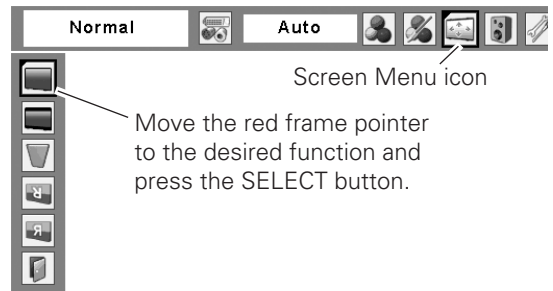 Normal Auto
Screen Menu icon
Move the red frame pointer
to the desired function and
press the SELECT button.